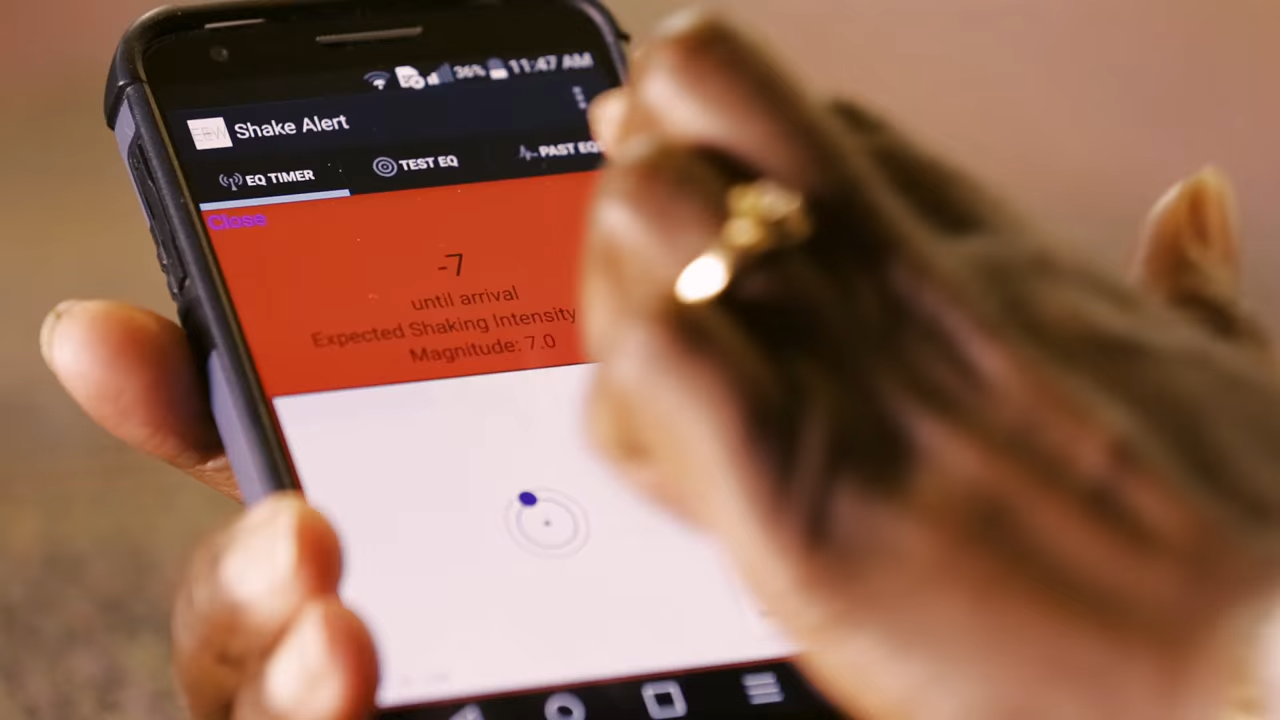 36% 11:47 AM
EEW Shake Alert
EQ TIMER TEST EQ PAST EQ
Close
-7
until arrival
Expected Shaking Intensity
Magnitude: 7.0